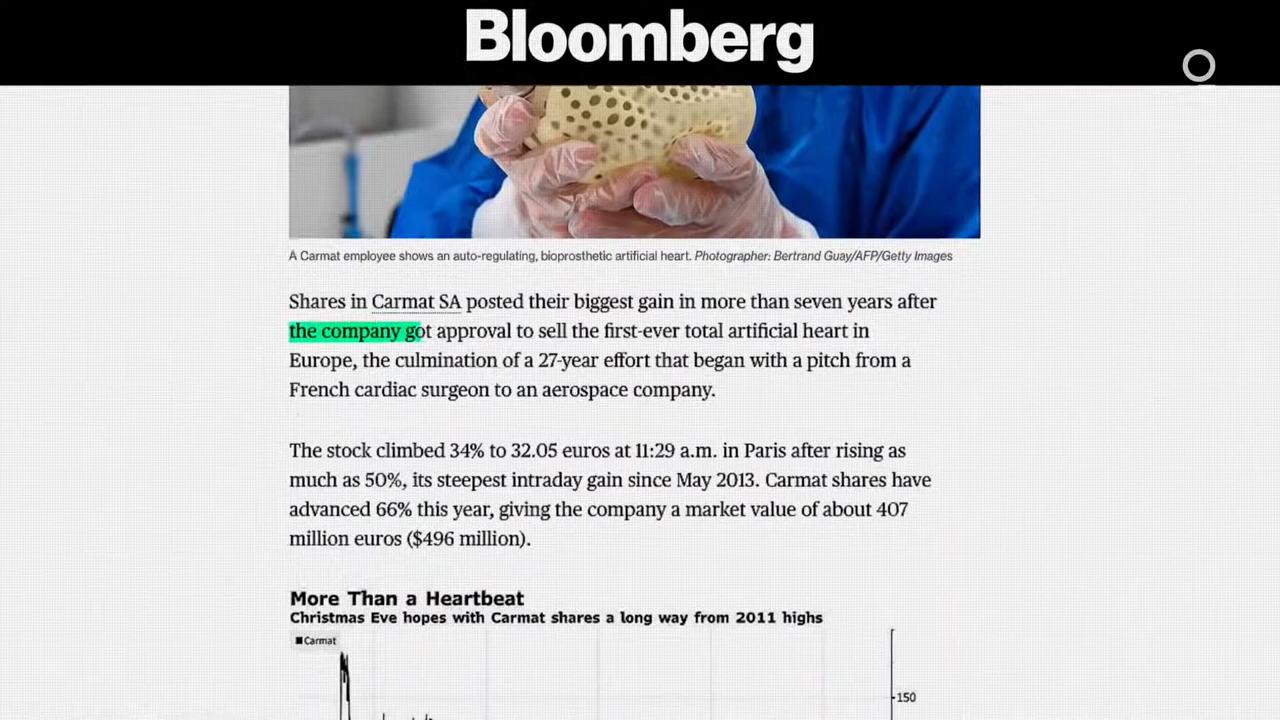 Bloomberg
A Carmat employee shows an auto-regulating, bioprosthetic artificial heart. Photographer: Bertrand Guay/AFP/Getty Images
Shares in Carmat SA posted their biggest gain in more than seven years after
the company got approval to sell the first-ever total artificial heart in
Europe, the culmination of a 27-year effort that began with a pitch from a
French cardiac surgeon to an aerospace company.
The stock climbed 34% to 32.05 euros at 11:29 a.m. in Paris after rising as
much as 50%, its steepest intraday gain since May 2013. Carmat shares have
advanced 66% this year, giving the company a market value of about 407
million euros ($496 million).
More Than a Heartbeat
Christmas Eve hopes with Carmat shares a long way from 2011 highs
Carmat
150